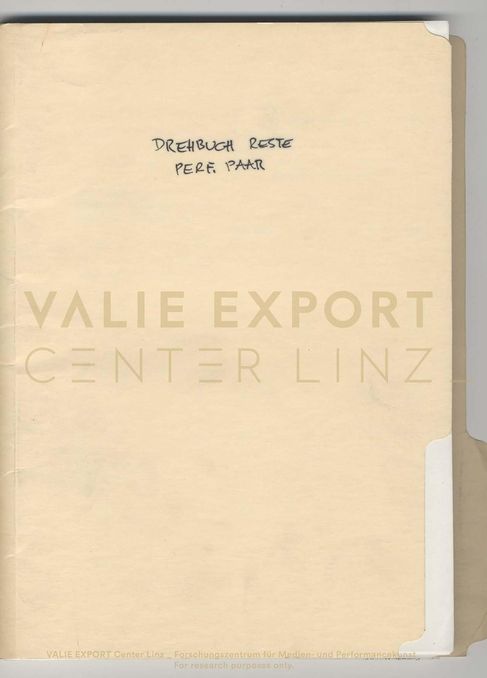 DREHBUCH RESTE
PERF. PAAR
VALIE EXPORT
CENTER LINZ_
VALIE EXPORT Center Linz _ Forschungszentrum für Medien- und Performancekunst
For research purposes only.